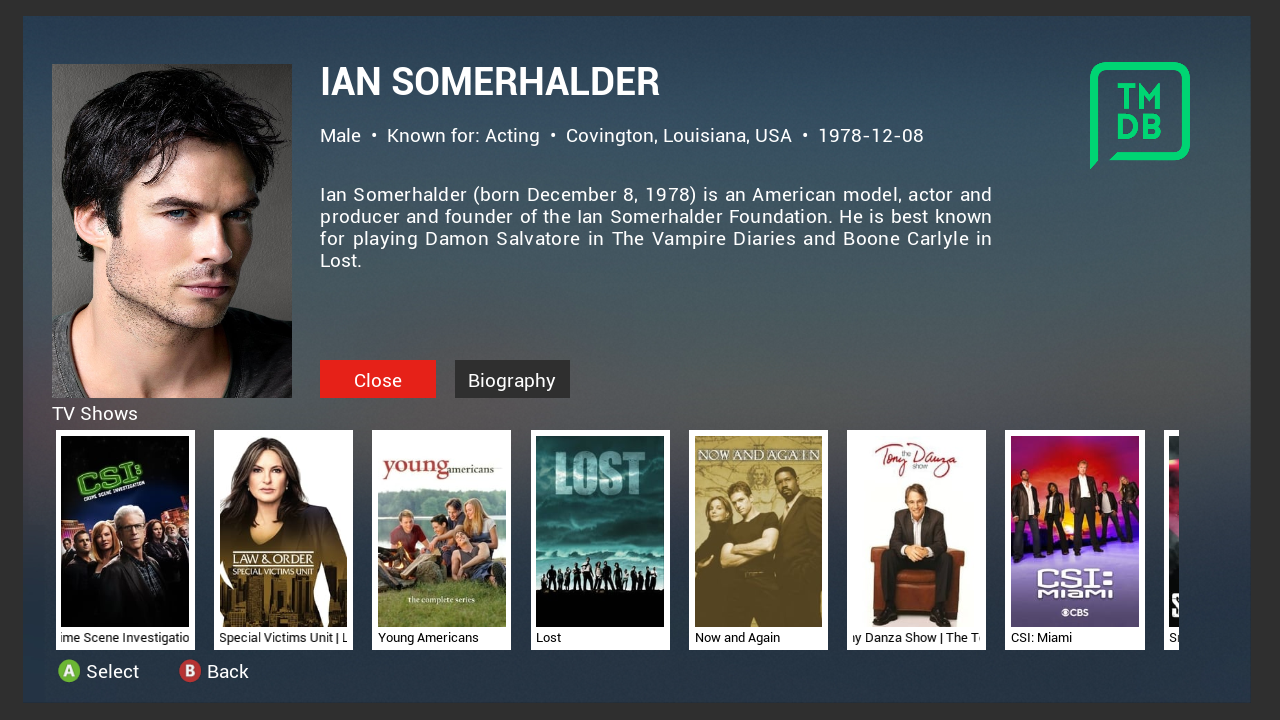 IAN SOMERHALDER
TM
DB
Male • Known for: Acting • Covington, Louisiana, USA • 1978-12-08
Ian Somerhalder (born December 8, 1978) is an American model, actor and
producer and founder of the Ian Somerhalder Foundation. He is best known
for playing Damon Salvatore in The Vampire Diaries and Boone Carlyle in
Lost.
Close
Biography
TV Shows
CSI:
CRIME SCENE INVESTIGATION
LAW & ORDER
SPECIAL VICTIMS UNIT
young americans
the complete series
LOST
NOW AND AGAIN
the
Tony Danza
show
CSI:
MIAMI
CBS
ime Scene Investigatio
Special Victims Unit | L
Young Americans
Lost
Now and Again
y Danza Show | The T
CSI: Miami
A Select
B Back